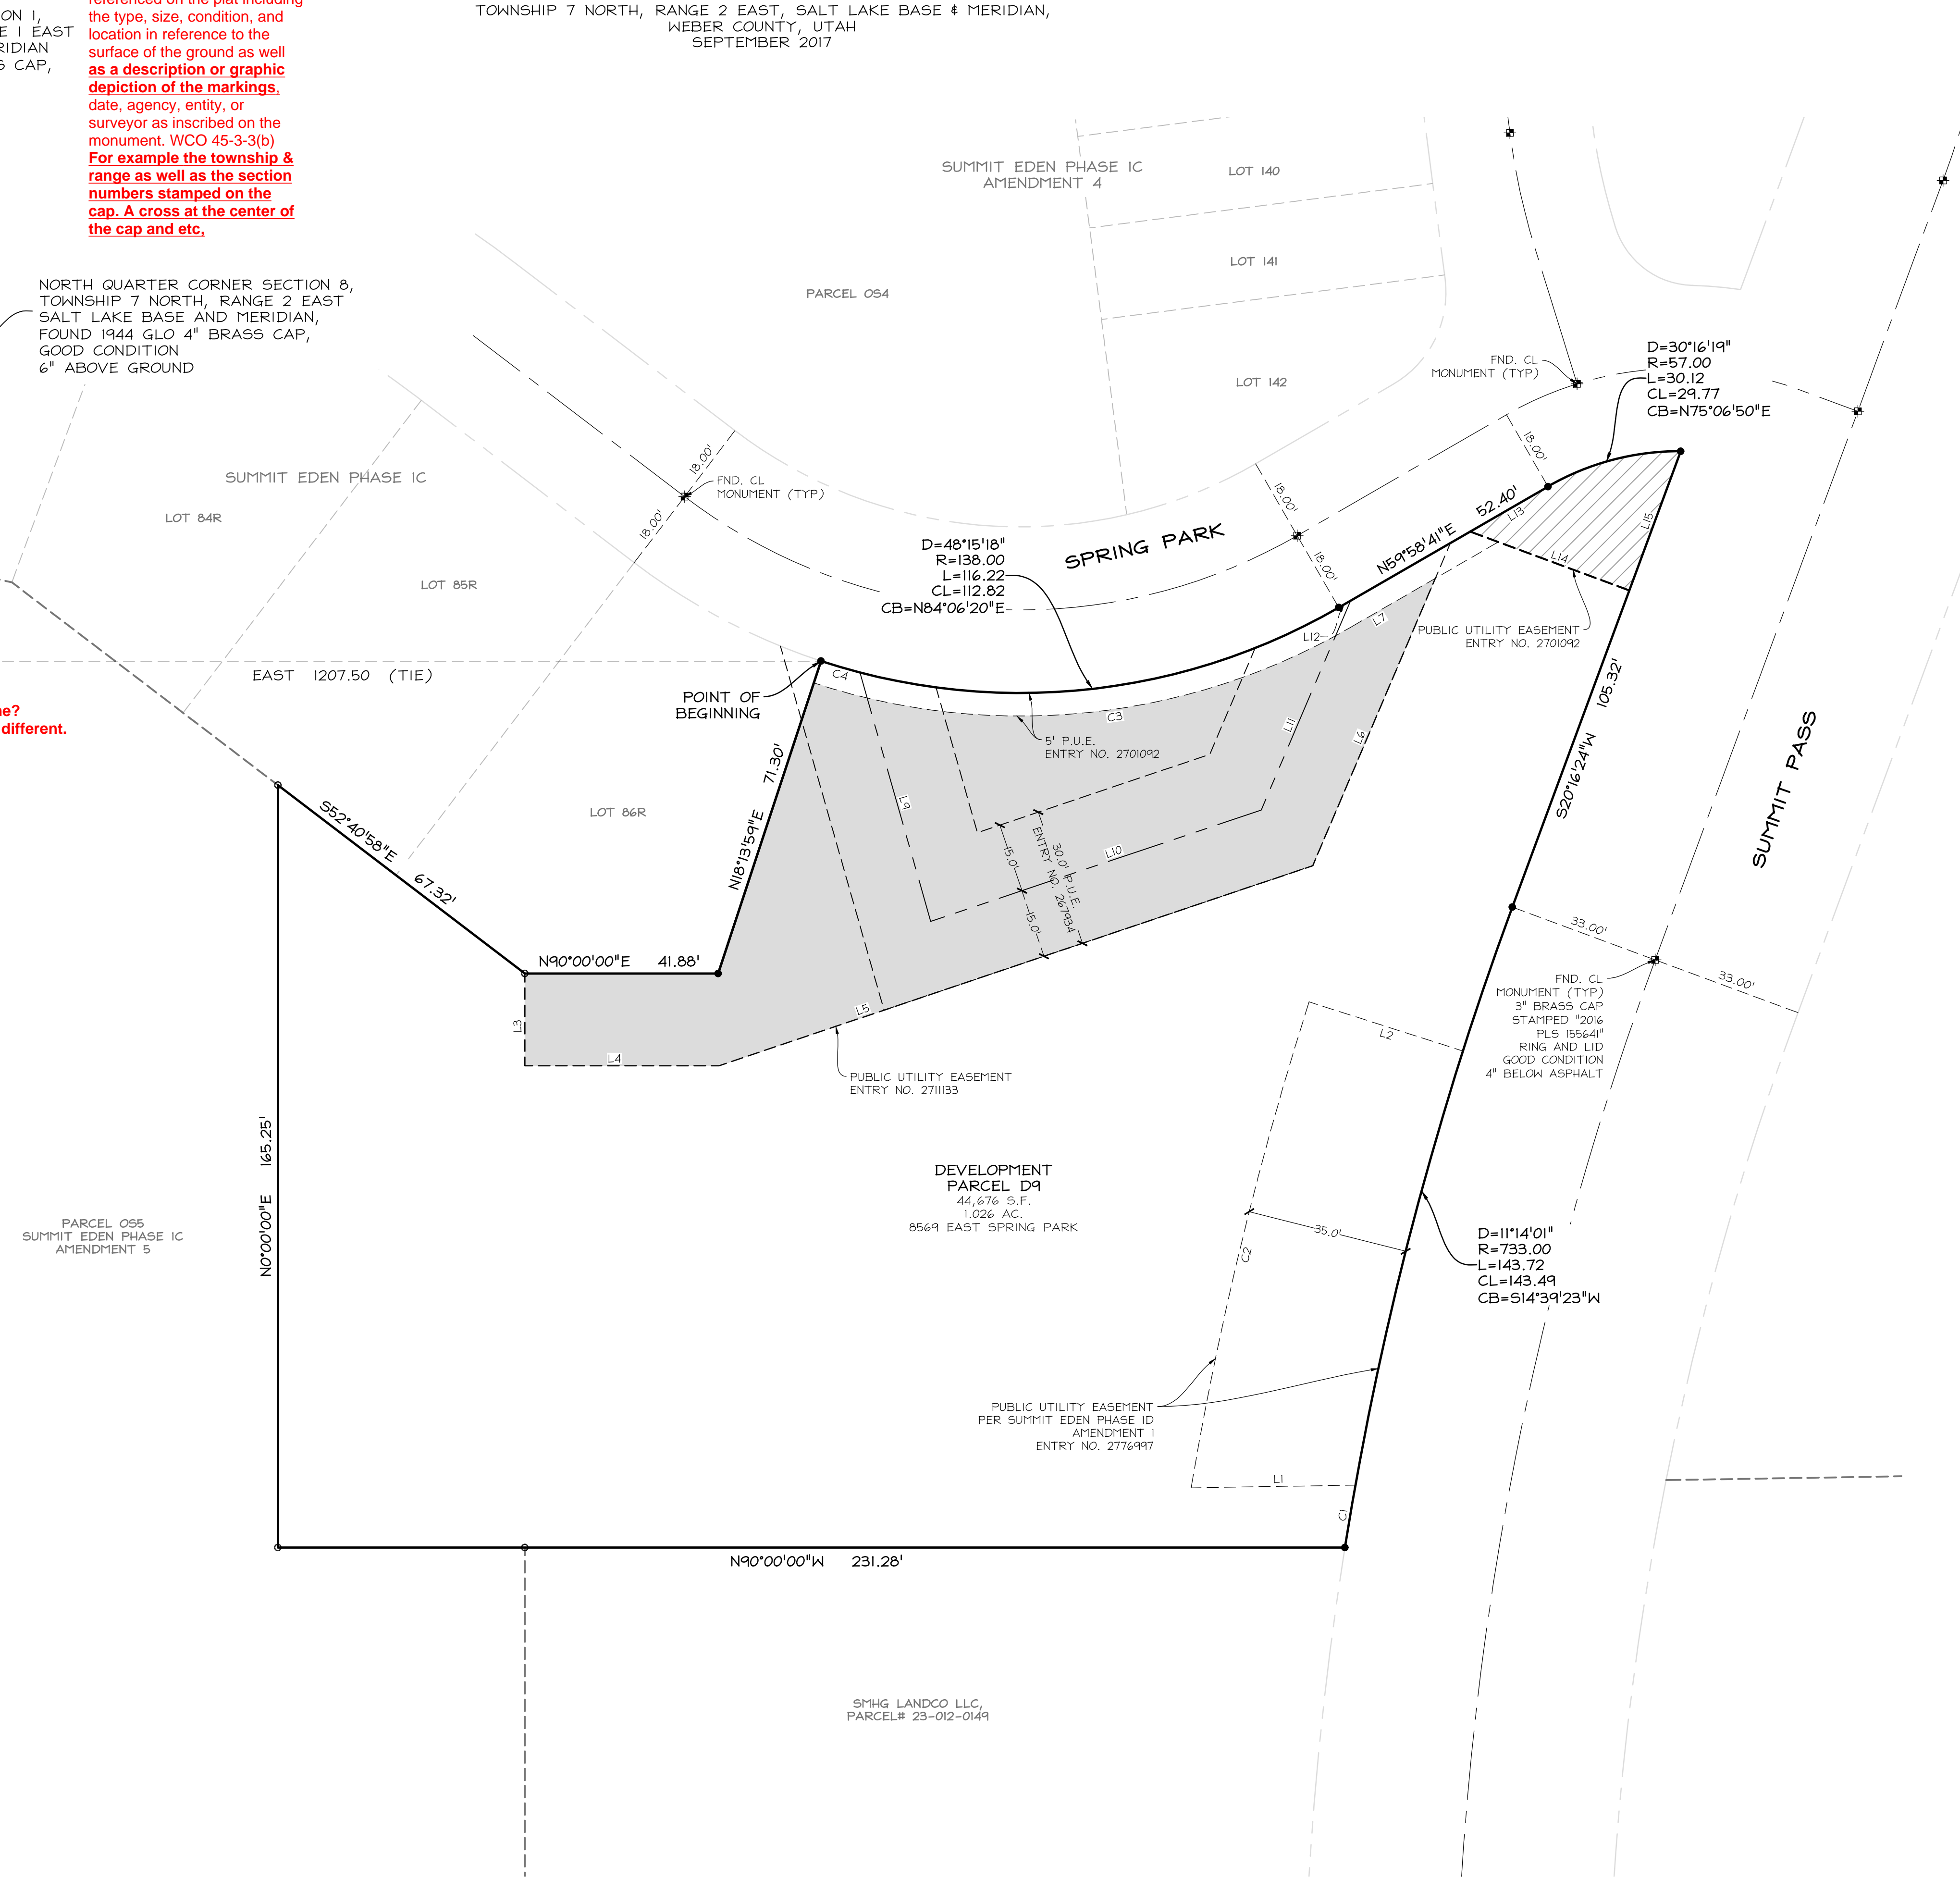 TOWNSHIP 7 NORTH, RANGE 2 EAST, SALT LAKE BASE & MERIDIAN,
WEBER COUNTY, UTAH
SEPTEMBER 2017
ON 1,
E 1 EAST
RIDIAN
S CAP,
referenced on the plat including
the type, size, condition, and
location in reference to the
surface of the ground as well
as a description or graphic
depiction of the markings,
date, agency, entity, or
surveyor as inscribed on the
monument. WCO 45-3-3(b)
For example the township &
range as well as the section
numbers stamped on the
cap. A cross at the center of
the cap and etc,
NORTH QUARTER CORNER SECTION 8,
TOWNSHIP 7 NORTH, RANGE 2 EAST
SALT LAKE BASE AND MERIDIAN,
FOUND 1944 GLO 4" BRASS CAP,
GOOD CONDITION
6" ABOVE GROUND
SUMMIT EDEN PHASE 1C
AMENDMENT 4
LOT 140
LOT 141
LOT 142
PARCEL OS4
FND. CL
MONUMENT (TYP)
D=30°16'19"
R=57.00
L=30.12
CL=29.77
CB=N75°06'50"E
SUMMIT EDEN PHASE 1C
LOT 84R
LOT 85R
LOT 86R
18.00'
18.00'
FND. CL
MONUMENT (TYP)
18.00'
18.00'
18.00'
SPRING PARK
D=48°15'18"
R=138.00
L=116.22
CL=112.82
CB=N84°06'20"E
N59°58'41"E 52.40'
L13
L14
L15
L12
L7
PUBLIC UTILITY EASEMENT
ENTRY NO. 2701092
EAST 1207.50 (TIE)
ne?
different.
POINT OF
BEGINNING
C4
C3
5' P.U.E.
ENTRY NO. 2701092
L11
L6
L9
L10
15.0'
15.0'
30.0' P.U.E.
ENTRY NO. 267934
S20°16'24"W 105.32'
SUMMIT PASS
N18°13'59"E 71.30'
S52°40'58"E 67.32'
N90°00'00"E 41.88'
L3
L4
L5
PUBLIC UTILITY EASEMENT
ENTRY NO. 2711133
33.00'
33.00'
FND. CL
MONUMENT (TYP)
3" BRASS CAP
STAMPED "2016
PLS 155641"
RING AND LID
GOOD CONDITION
4" BELOW ASPHALT
L2
N0°00'00"E 165.25'
PARCEL OS5
SUMMIT EDEN PHASE 1C
AMENDMENT 5
DEVELOPMENT
PARCEL D9
44,676 S.F.
1.026 AC.
8569 EAST SPRING PARK
35.0'
C2
D=11°14'01"
R=733.00
L=143.72
CL=143.49
CB=S14°39'23"W
PUBLIC UTILITY EASEMENT
PER SUMMIT EDEN PHASE 1D
AMENDMENT 1
ENTRY NO. 2776997
L1
C1
N90°00'00"W 231.28'
SMHG LANDCO LLC,
PARCEL# 23-012-0149